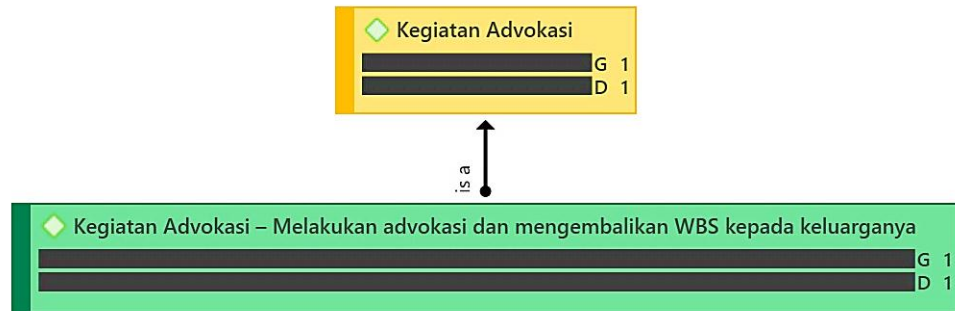 Kegiatan Advokasi
G 1
D 1
is a
Kegiatan Advokasi – Melakukan advokasi dan mengembalikan WBS kepada keluarganya
G 1
D 1